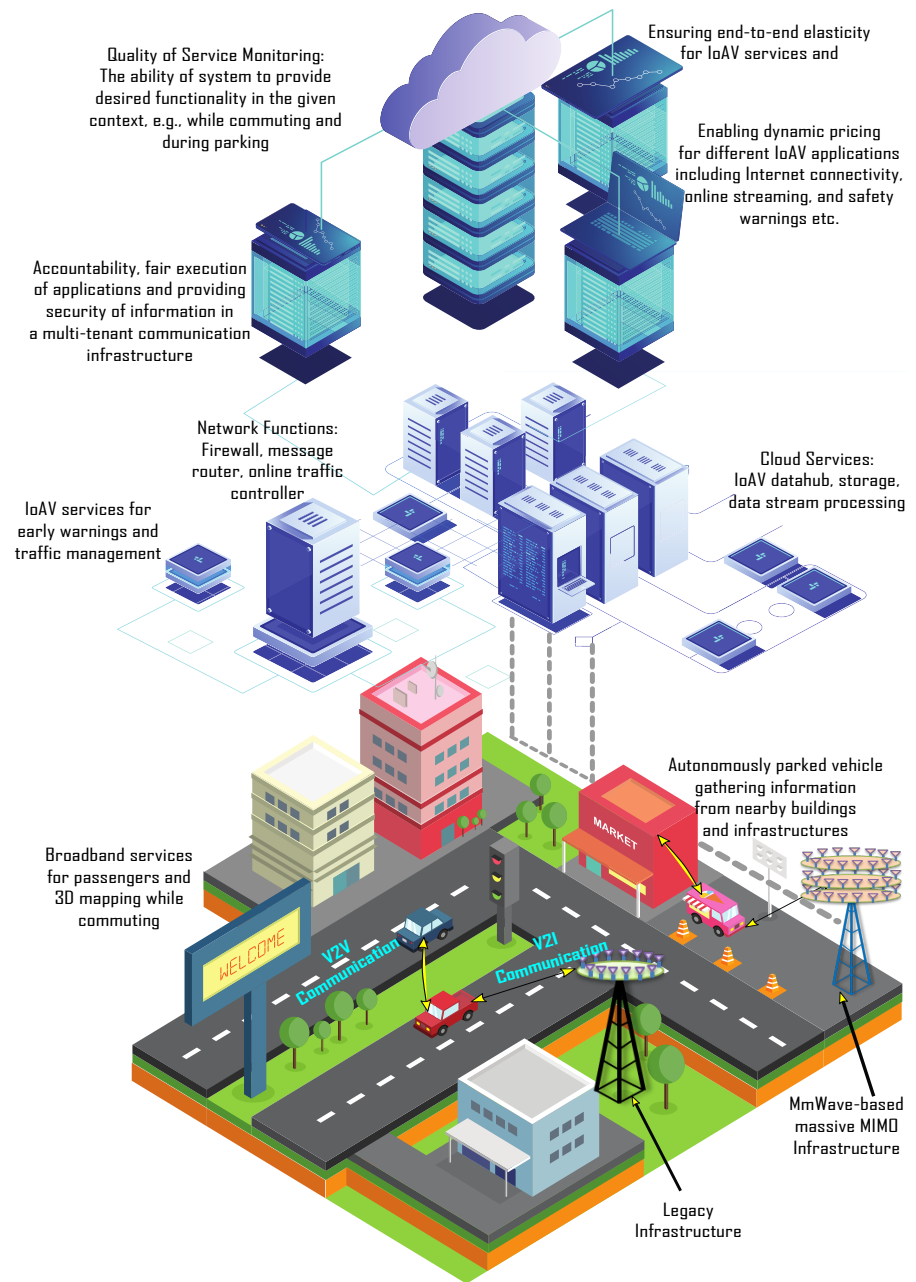 Quality of Service Monitoring:
The ability of system to provide
desired functionality in the given
context, e.g., while commuting and
during parking
Ensuring end-to-end elasticity
for IoAV services and
Enabling dynamic pricing
for different IoAV applications
including Internet connectivity,
online streaming, and safety
warnings etc.
Accountability, fair execution
of applications and providing
security of information in
a multi-tenant communication
infrastructure
Network Functions:
Firewall, message
router, online traffic
controller
Cloud Services:
IoAV datahub, storage,
data stream processing
IoAV services for
early warnings and
traffic management
Autonomously parked vehicle
gathering information
from nearby buildings
and infrastructures
MARKET
Broadband services
for passengers and
3D mapping while
commuting
WELCOME
V2V
Communication
V2I
Communication
MmWave-based
massive MIMO
Infrastructure
Legacy
Infrastructure